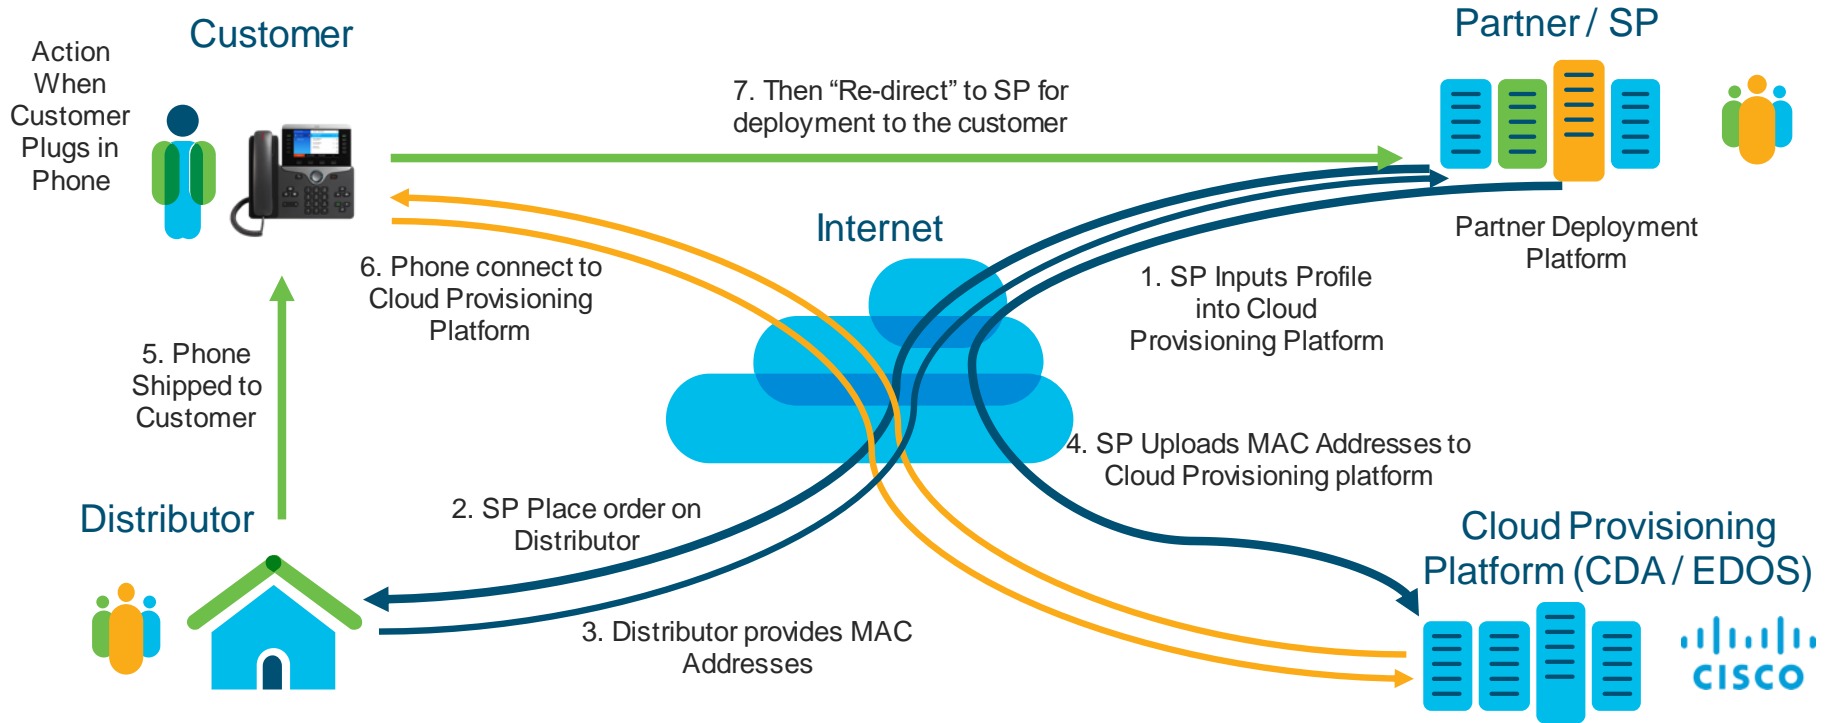 Customer
Partner / SP
Action
When
Customer
Plugs in
Phone
7. Then “Re-direct” to SP for
deployment to the customer
Internet
Partner Deployment
Platform
6. Phone connect to
Cloud Provisioning
Platform
1. SP Inputs Profile
into Cloud
Provisioning Platform
5. Phone
Shipped to
Customer
4. SP Uploads MAC Addresses to
Cloud Provisioning platform
Distributor
2. SP Place order on
Distributor
Cloud Provisioning
Platform (CDA / EDOS)
3. Distributor provides MAC
Addresses
CISCO